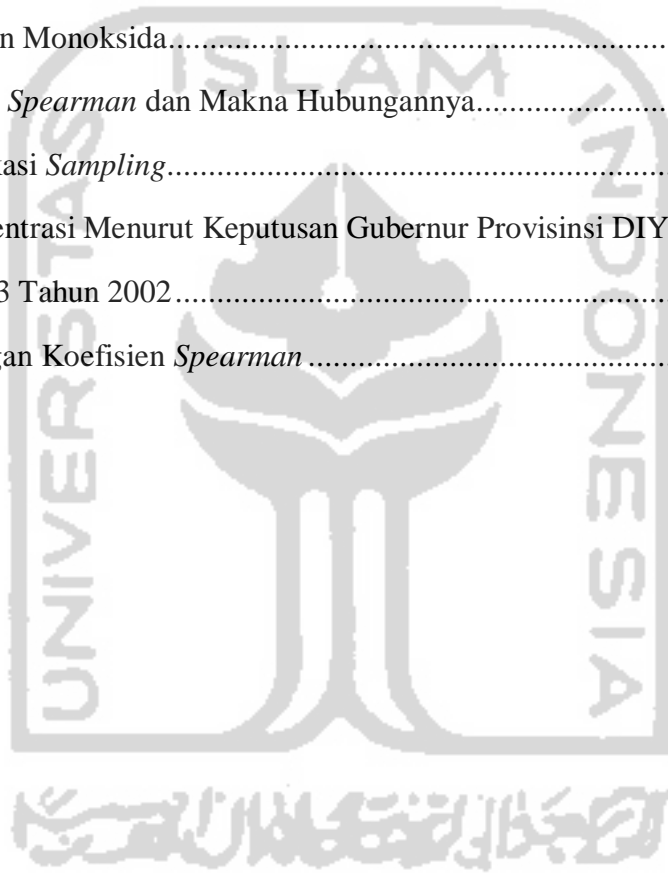 n Monoksida................................................................
Spearman dan Makna Hubungannya.........................
kasi Sampling................................................................
entrasi Menurut Keputusan Gubernur Provisinsi DIY
3 Tahun 2002................................................................
gan Koefisien Spearman................................................
ISLAM
UNIVERSITAS
INDONESIA